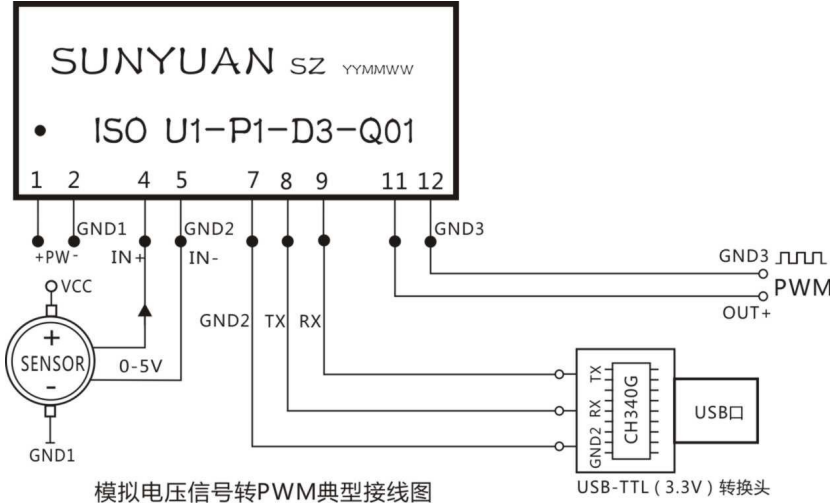 SUNYUAN SZ YYMMWW
ISO U1-P1-D3-Q01
1 2 4 5 7 8 9 11 12
GND1 GND2 GND3
+PW- IN+ IN-
GND3
PWM
OUT+
VCC
GND2 TX RX
+
SENSOR
-
0-5V
GND1
TX
RX
GND2
CH340G
USB口
USB-TTL（3.3V）转换头
模拟电压信号转PWM典型接线图